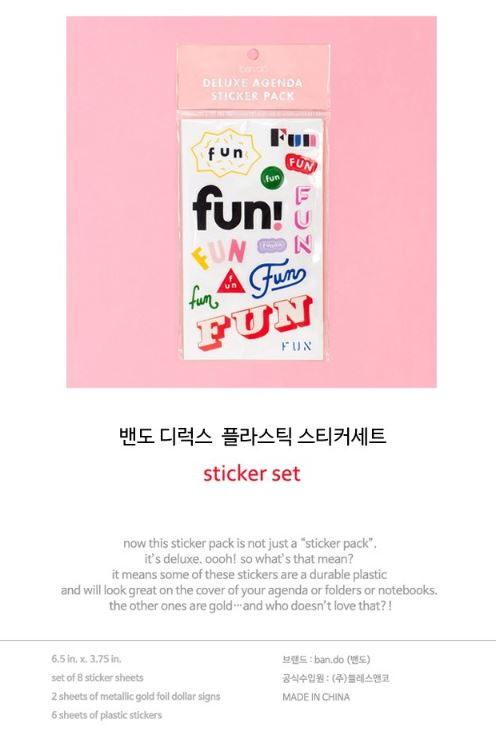 ban.do
DELUXE AGENDA
STICKER PACK
fun
Fun
FUN
fun
fun!
FUN
FUN
Fun
fun
fun
FUN
FUN
밴도 디럭스 플라스틱 스티커세트
sticker set
now this sticker pack is not just a “sticker pack”.
it's deluxe. oooh! so what's that mean?
it means some of these stickers are a durable plastic
and will look great on the cover of your agenda or folders or notebooks.
the other ones are gold…and who doesn't love that?!
6.5 in. x. 3.75 in.
set of 8 sticker sheets
2 sheets of metallic gold foil dollar signs
6 sheets of plastic stickers
브랜드 : ban.do (밴도)
공식수입원 : (주)블레스앤코
MADE IN CHINA